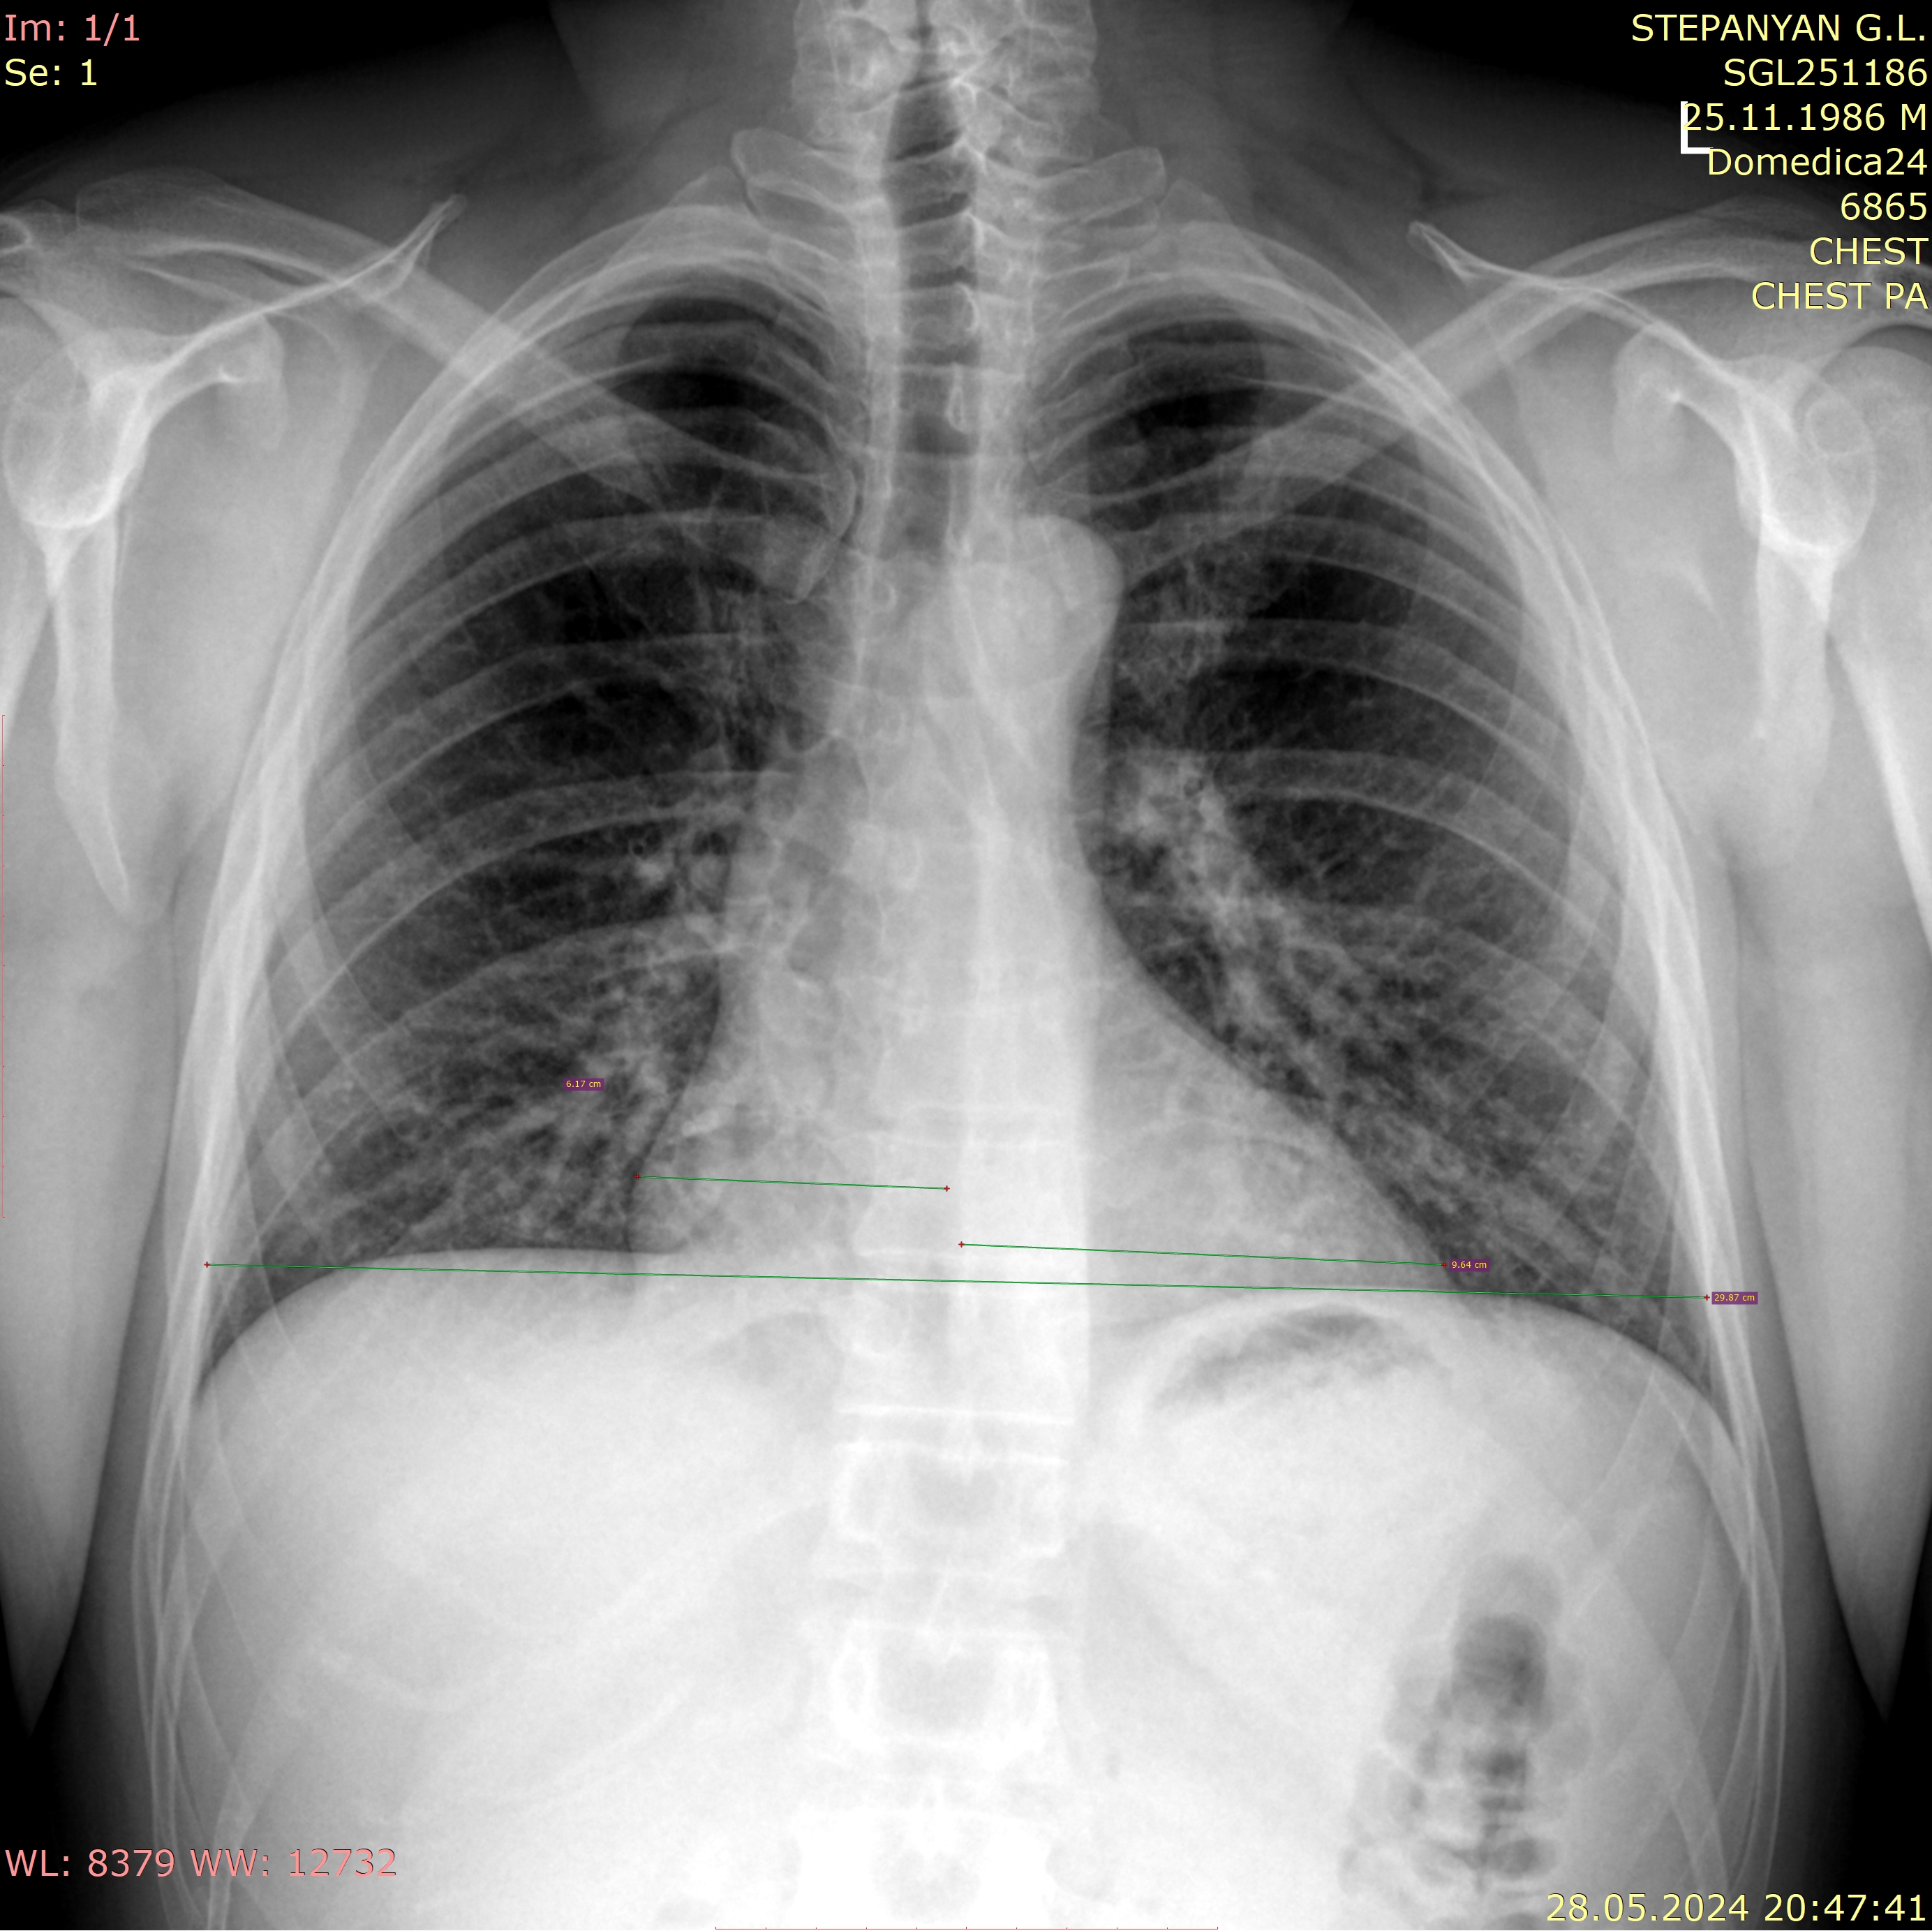 Im: 1/1
Se: 1
STEPANYAN G.L.
SGL251186
25.11.1986 M
L
Domedica24
6865
CHEST
CHEST PA
6.17 cm
9.64 cm
29.87 cm
WL: 8379 WW: 12732
28.05.2024 20:47:41